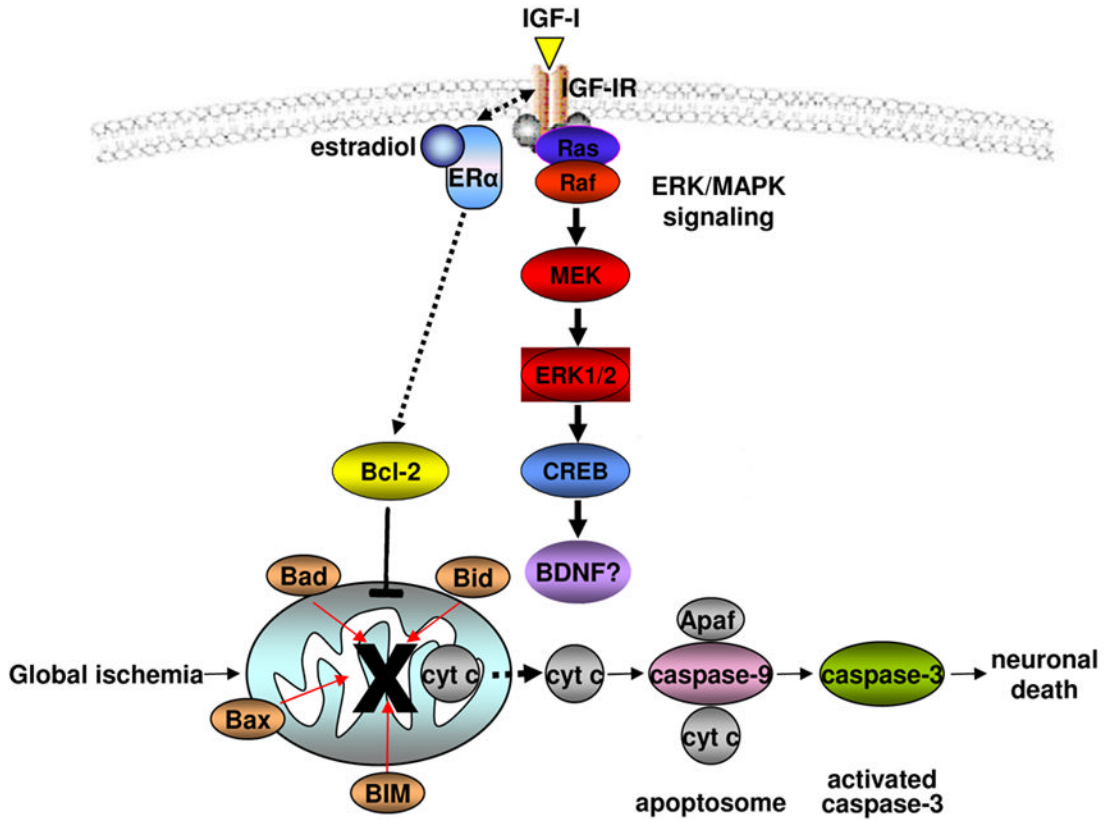 IGF-I
IGF-IR
estradiol
ERα
Ras
Raf
ERK/MAPK
signaling
MEK
ERK1/2
Bcl-2
CREB
BDNF?
Bad
Bid
Apaf
Global ischemia
X
cyt c
cyt c
caspase-9
caspase-3
neuronal
death
Bax
cyt c
BIM
apoptosome
activated
caspase-3